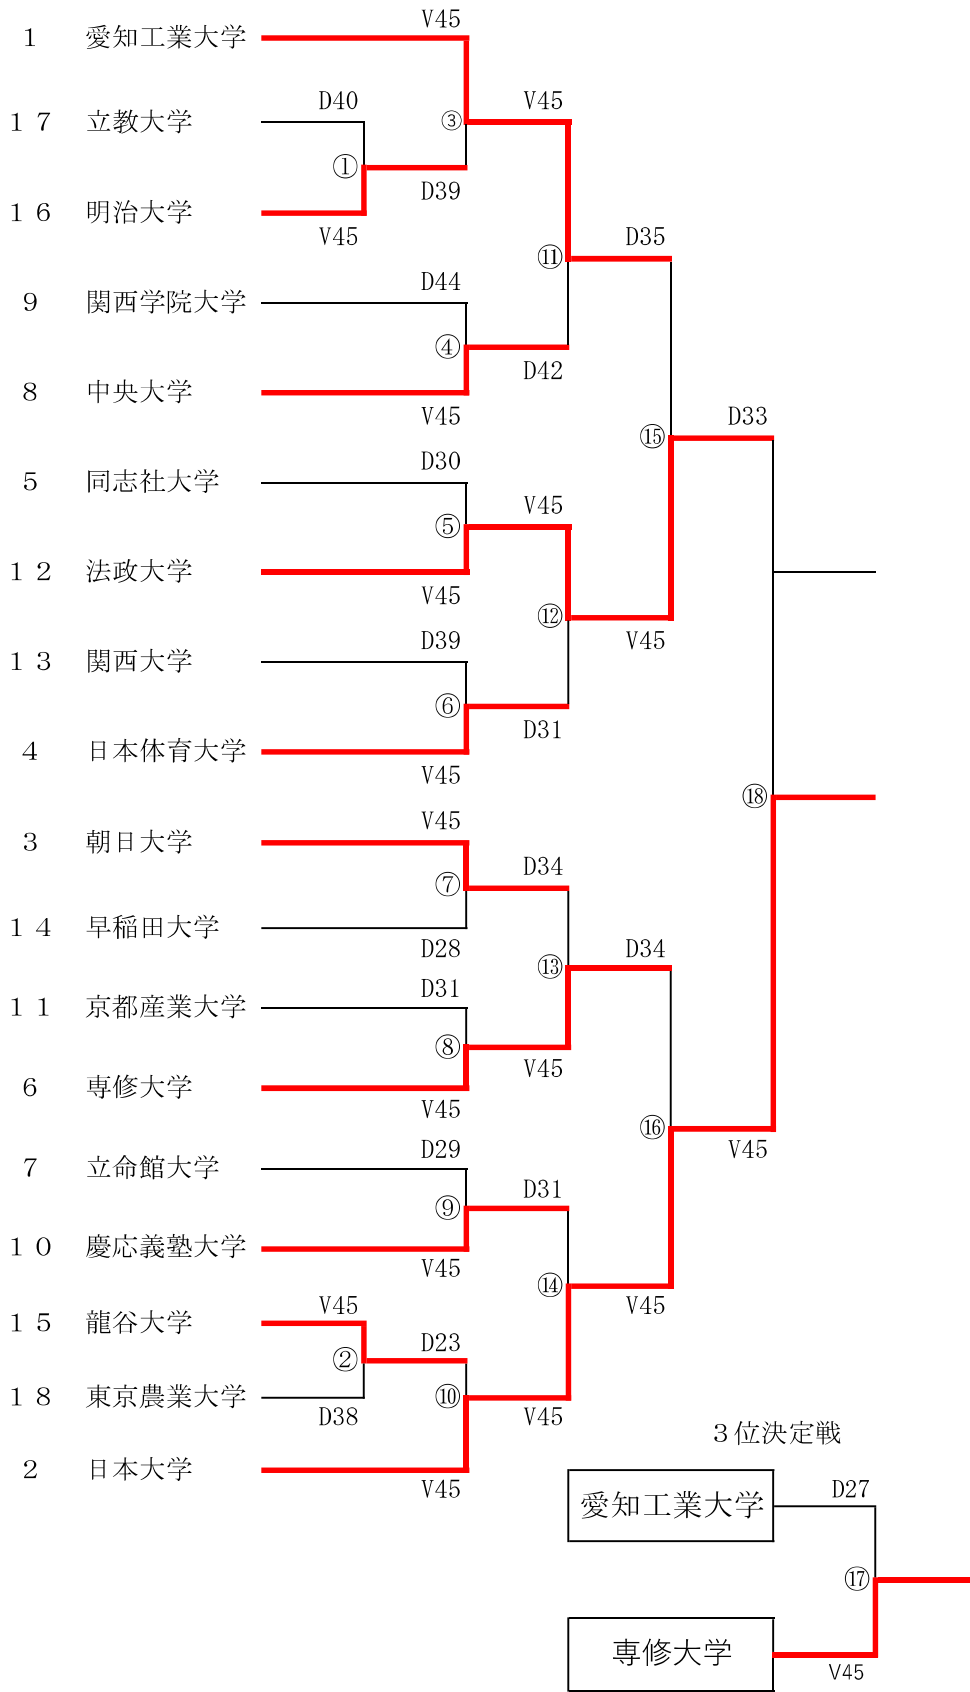 V45
1 愛知工業大学
D40 V45
17 立教大学 ③
①
D39
16 明治大学
V45 D35
⑪
D44
9 関西学院大学
④
D42
8 中央大学
V45 D33
⑮
D30
5 同志社大学
V45
⑤
12 法政大学
V45
⑫
D39 V45
13 関西大学
⑥
D31
4 日本体育大学
V45
⑱
V45
3 朝日大学
D34
⑦
14 早稲田大学
D28 D34
⑬
D31
11 京都産業大学
⑧
V45
6 専修大学
V45
⑯
D29 V45
7 立命館大学
D31
⑨
10 慶応義塾大学
V45
⑭
V45 V45
15 龍谷大学
D23
②
18 東京農業大学 ⑩
D38 V45
3位決定戦
2 日本大学
V45 D27
愛知工業大学
⑰
専修大学
V45